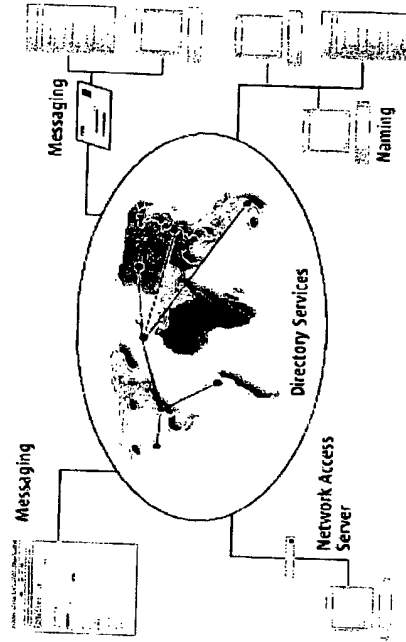 Messaging
Messaging
Directory Services
Network Access
Server
Naming